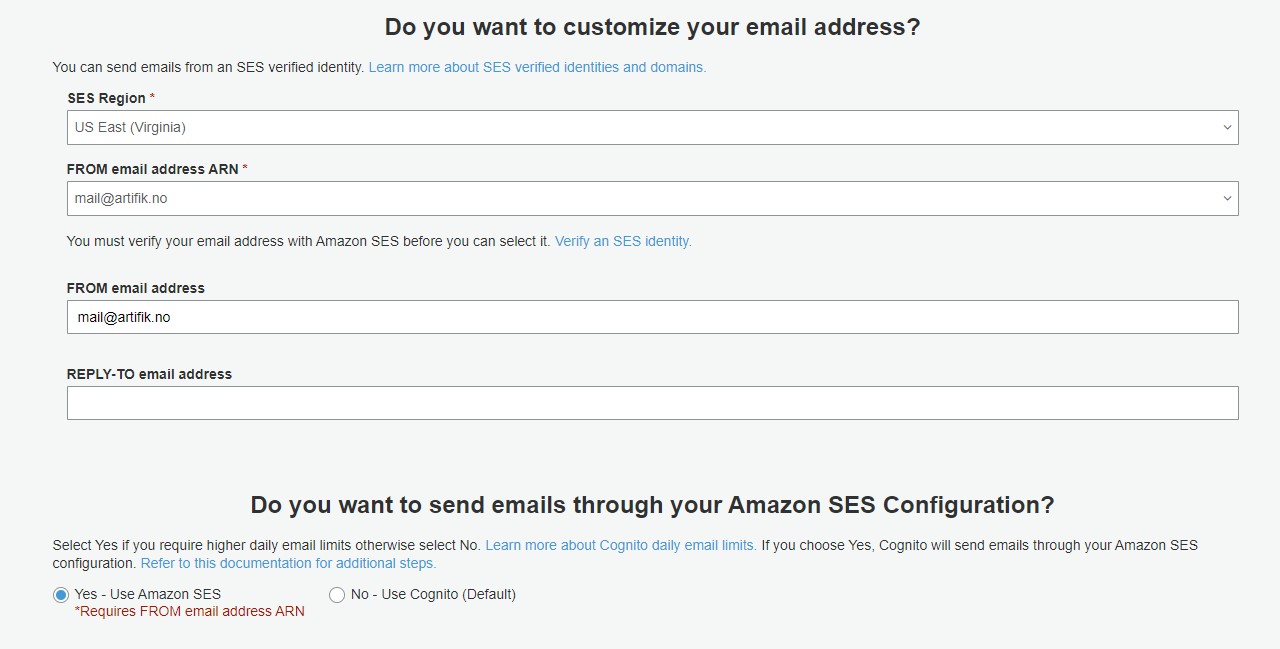 Do you want to customize your email address?
You can send emails from an SES verified identity. Learn more about SES verified identities and domains.
SES Region *
US East (Virginia)
FROM email address ARN *
mail@artifik.no
You must verify your email address with Amazon SES before you can select it. Verify an SES identity.
FROM email address
mail@artifik.no
REPLY-TO email address
Do you want to send emails through your Amazon SES Configuration?
Select Yes if you require higher daily email limits otherwise select No. Learn more about Cognito daily email limits. If you choose Yes, Cognito will send emails through your Amazon SES
configuration. Refer to this documentation for additional steps.
Yes - Use Amazon SES No - Use Cognito (Default)
*Requires FROM email address ARN